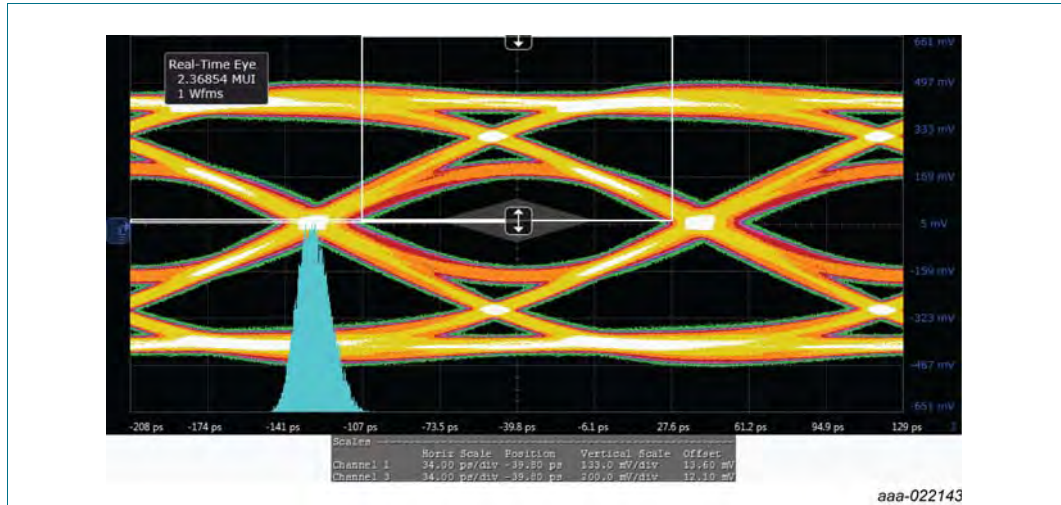 Real-Time Eye
2.36854 MUI
1 Wfms
661 mV
497 mV
333 mV
169 mV
5 mV
-159 mV
-323 mV
-487 mV
-651 mV
-208 ps -174 ps -141 ps -107 ps -73.5 ps -39.8 ps -6.1 ps 27.6 ps 61.2 ps 94.9 ps 129 ps
Scales
Horiz Scale Position Vertical Scale Offset
Channel 1 34.00 ps/div -39.80 ps 133.0 mV/div 13.60 mV
Channel 3 34.00 ps/div -39.80 ps 200.0 mV/div 12.10 mV
aaa-022143